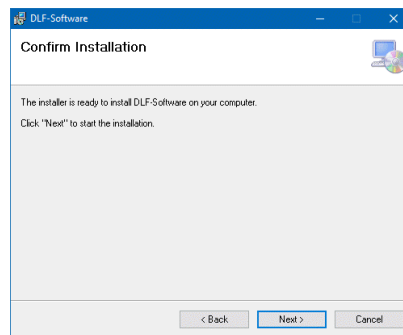 DLF-Software
Confirm Installation
The installer is ready to install DLF-Software on your computer.
Click "Next" to start the installation.
< Back
Next >
Cancel